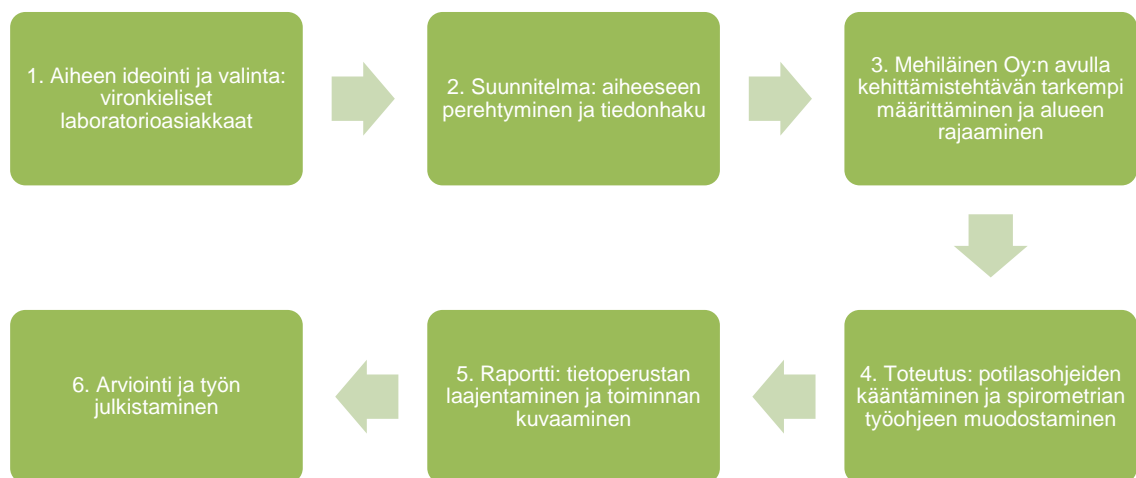 1. Aiheen ideointi ja valinta:
vironkieliset
laboratorioasiakkaat
2. Suunnitelma: aiheeseen
perehtyminen ja tiedonhaku
3. Mehiläinen Oy:n avulla
kehittämistehtävän tarkempi
määrittäminen ja alueen
rajaaminen
4. Toteutus: potilasohjeiden
kääntäminen ja spirometrian
työohjeen muodostaminen
5. Raportti: tietoperustan
laajentaminen ja toiminnan
kuvaaminen
6. Arviointi ja työn
julkistaminen